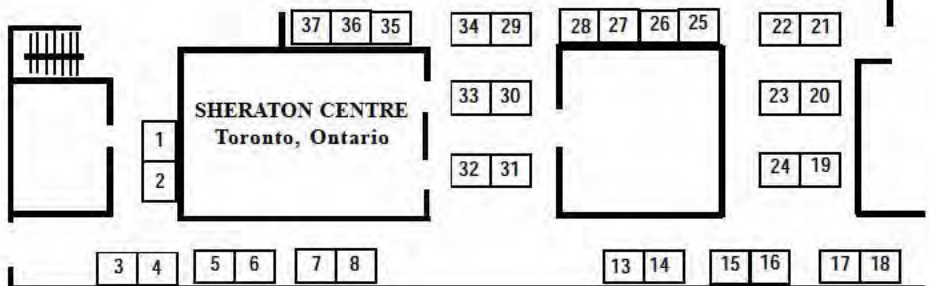 37 36 35 34 29 28 27 26 25 22 21
SHERATON CENTRE
Toronto, Ontario
33 30 23 20
1
2
32 31 24 19
3 4 5 6 7 8 13 14 15 16 17 18